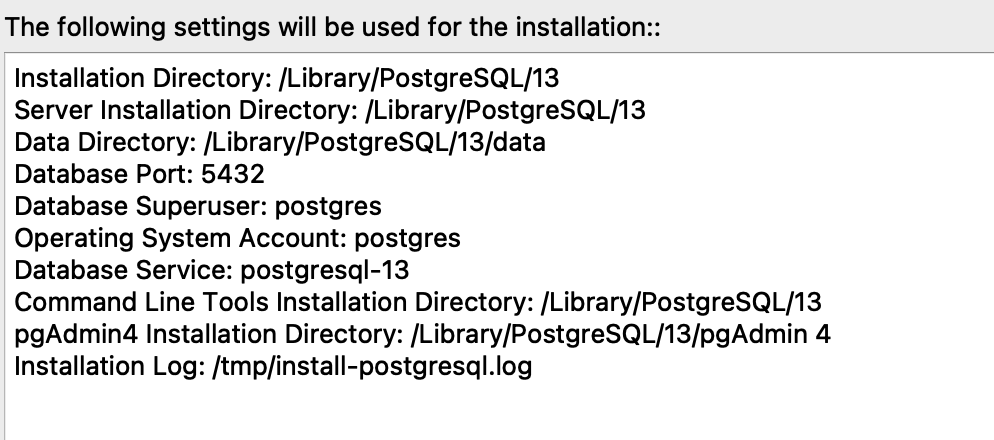 The following settings will be used for the installation::
Installation Directory: /Library/PostgreSQL/13
Server Installation Directory: /Library/PostgreSQL/13
Data Directory: /Library/PostgreSQL/13/data
Database Port: 5432
Database Superuser: postgres
Operating System Account: postgres
Database Service: postgresql-13
Command Line Tools Installation Directory: /Library/PostgreSQL/13
pgAdmin4 Installation Directory: /Library/PostgreSQL/13/pgAdmin 4
Installation Log: /tmp/install-postgresql.log